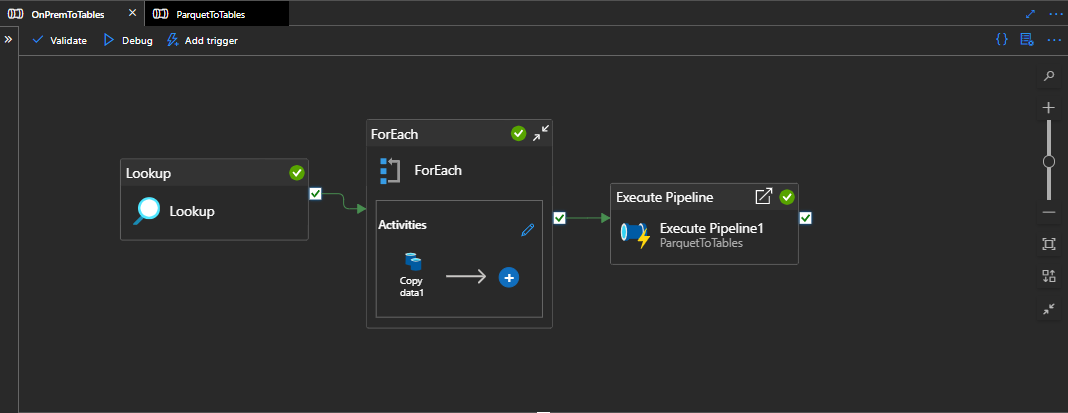 OnPremToTables
ParquetToTables
Validate Debug Add trigger
Lookup
Lookup
ForEach
ForEach
Activities
Copy
data1
Execute Pipeline
Execute Pipeline1
ParquetToTables